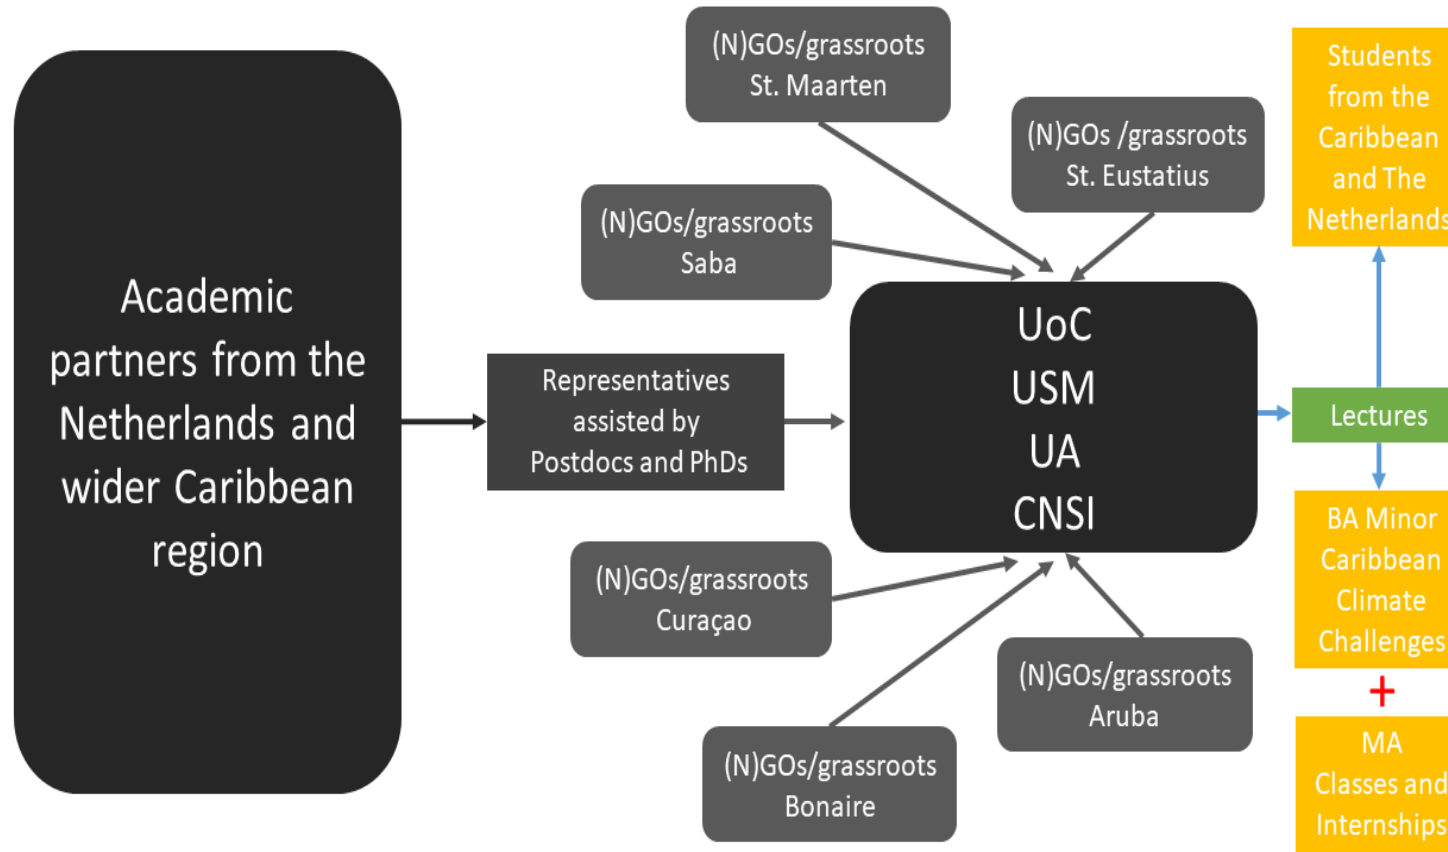 Academic
partners from the
Netherlands and
wider Caribbean
region
Representatives
assisted by
Postdocs and PhDs
(N)GOs/grassroots
St. Maarten
(N)GOs /grassroots
St. Eustatius
(N)GOs/grassroots
Saba
UoC
USM
UA
CNSI
(N)GOs/grassroots
Curaçao
(N)GOs/grassroots
Aruba
(N)GOs/grassroots
Bonaire
Students
from the
Caribbean
and The
Netherlands
Lectures
BA Minor
Caribbean
Climate
Challenges
+
MA
Classes and
Internships